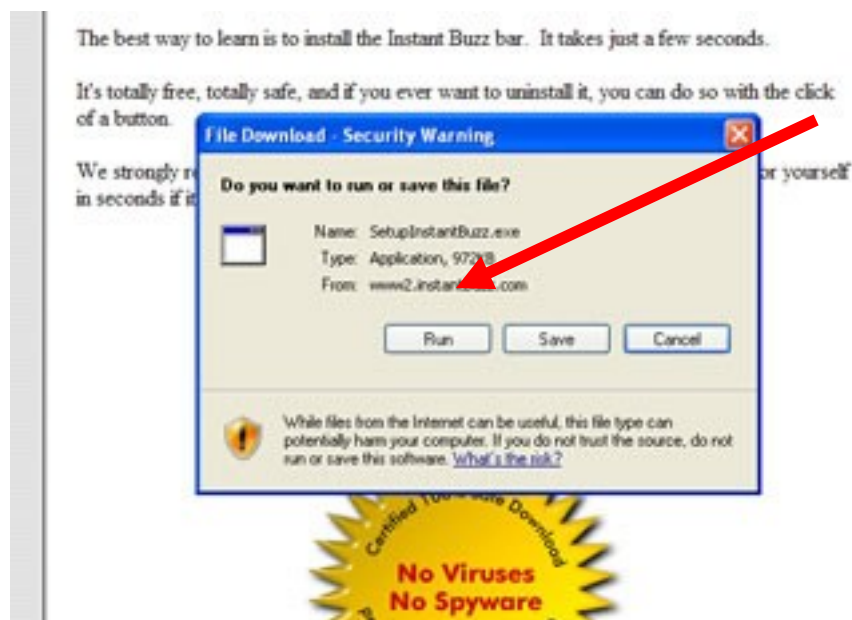 The best way to learn is to install the Instant Buzz bar. It takes just a few seconds.
It's totally free, totally safe, and if you ever want to uninstall it, you can do so with the click
of a button.
We strongly or yourself
in seconds if it
File Download - Security Warning
Do you want to run or save this file?
Name: SetupInstantBuzz.exe
Type: Application, 972KB
From: www2.instantbuzz.com
Run Save Cancel
While files from the Internet can be useful, this file type can
potentially harm your computer. If you do not trust the source, do not
run or save this software. What's the risk?
Certified 100% Safe Download
No Viruses
No Spyware